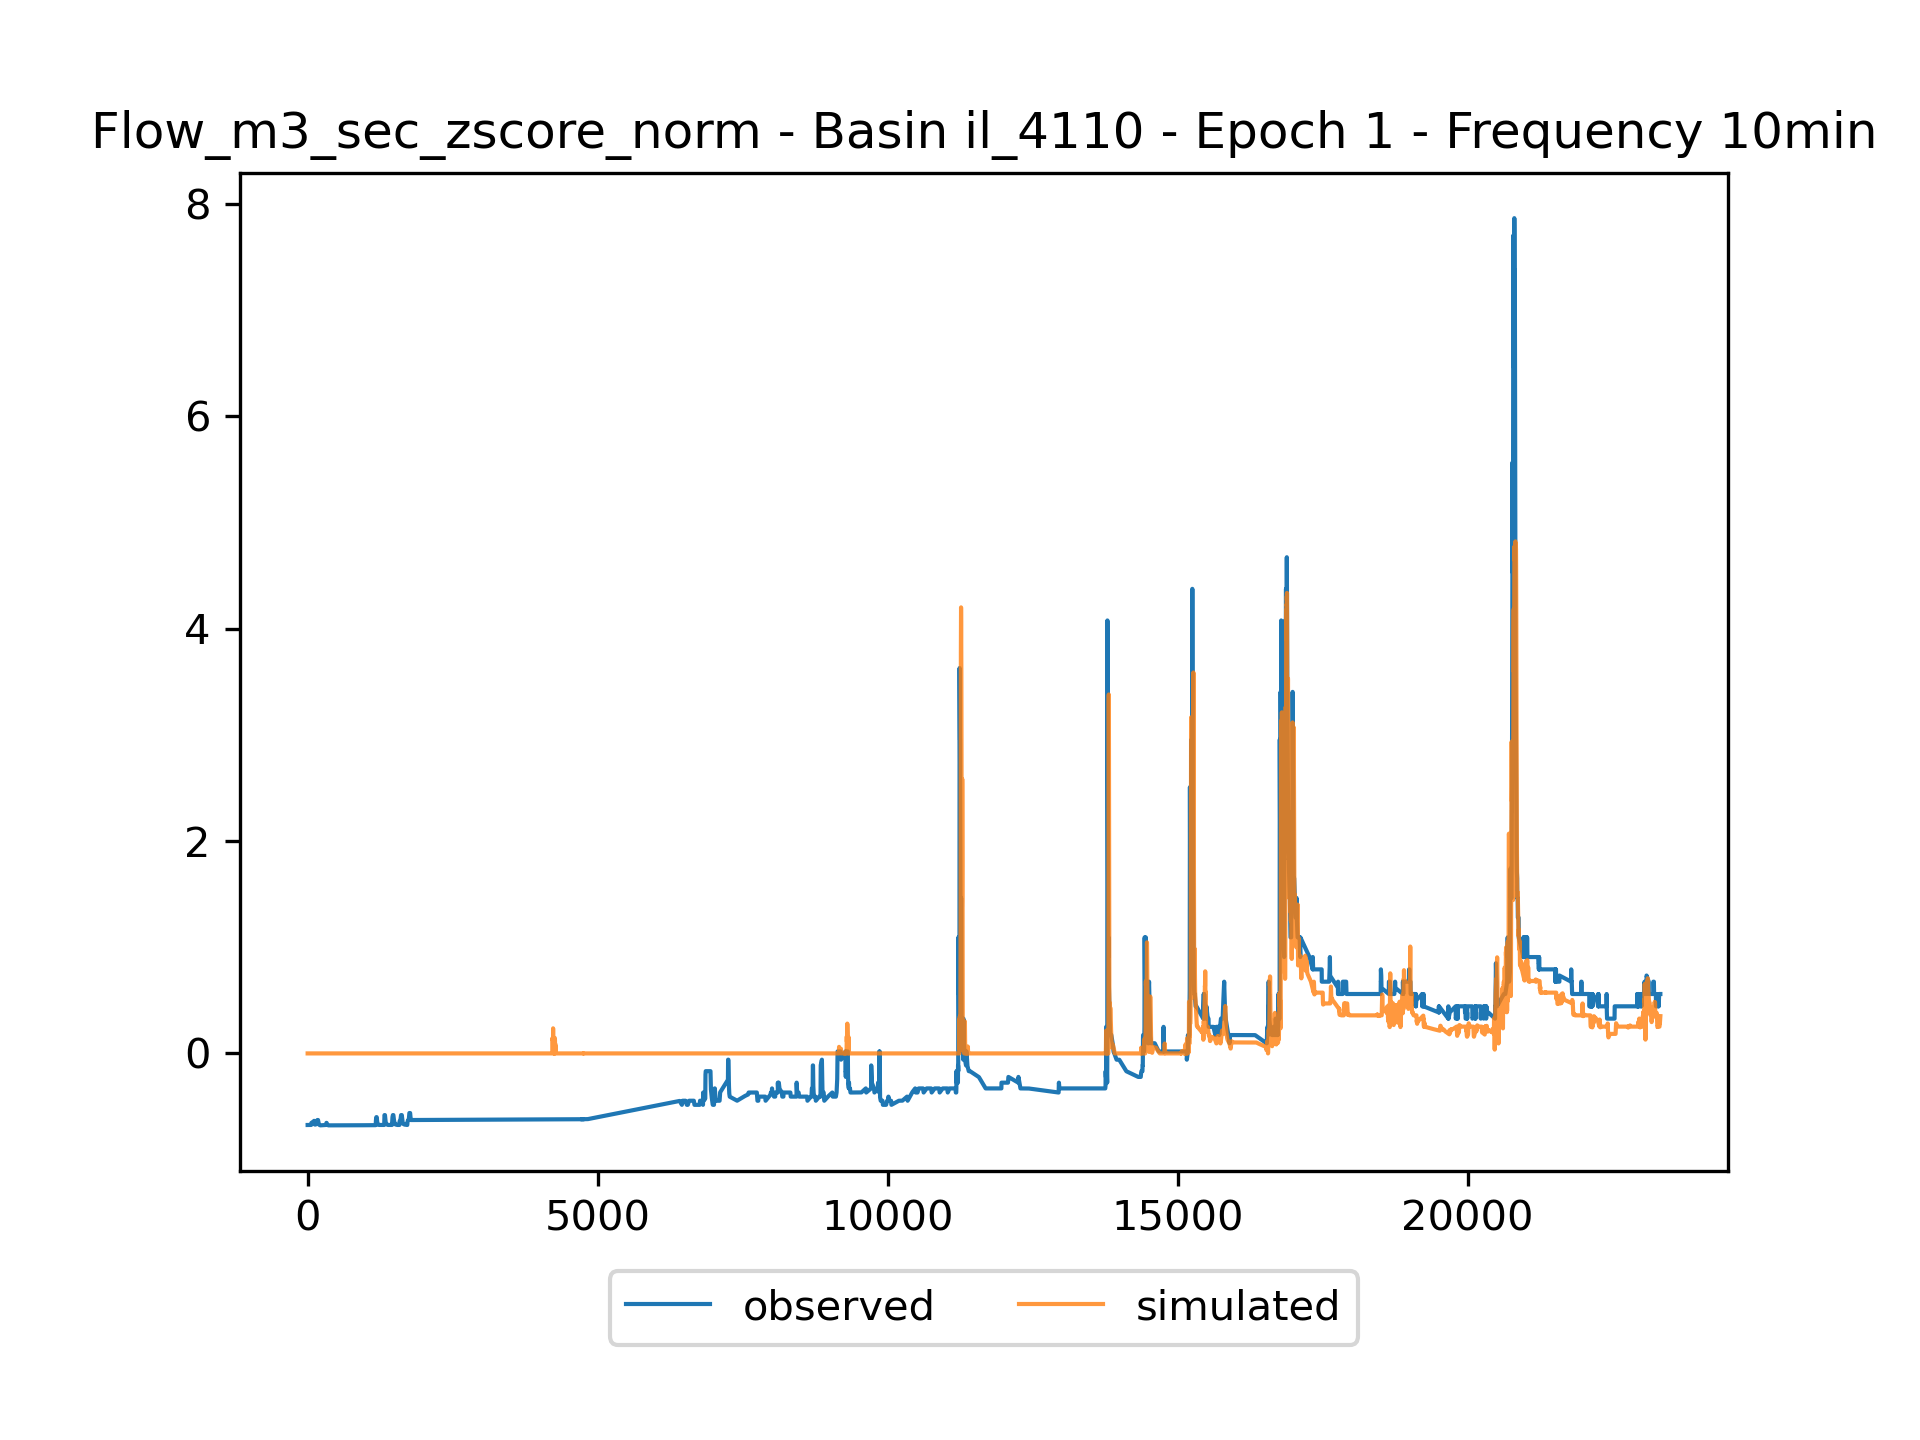 Flow_m3_sec_zscore_norm - Basin il_4110 - Epoch 1 - Frequency 10min
8
6
4
2
0
0 5000 10000 15000 20000
observed simulated